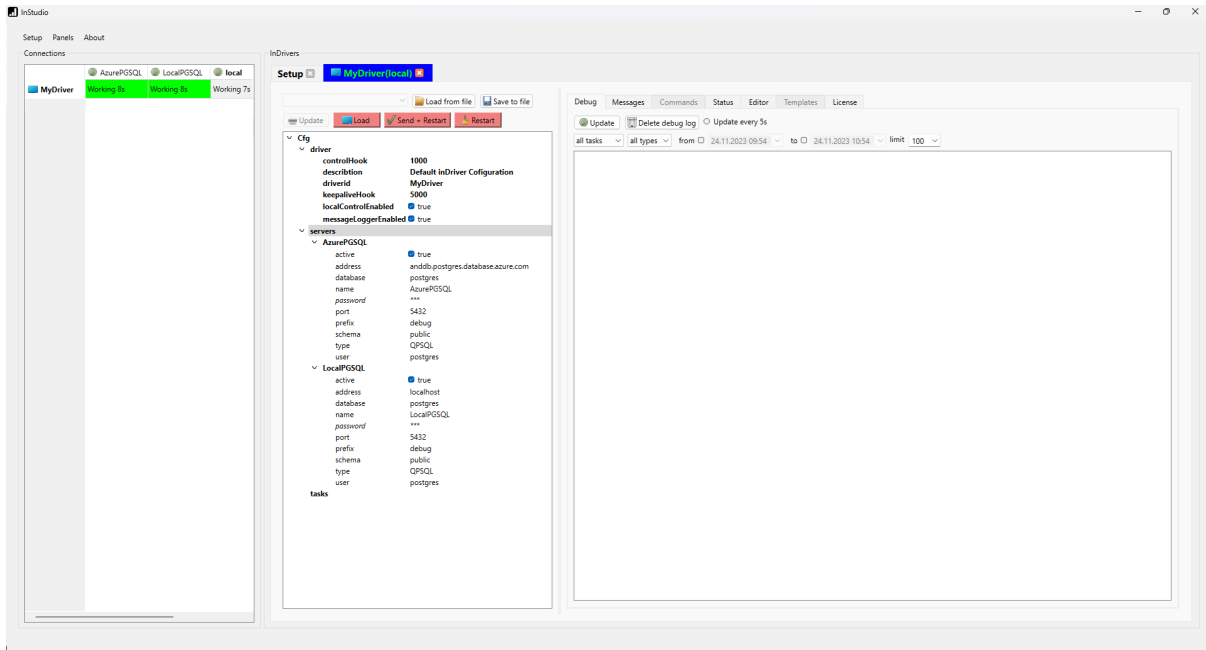 InStudio
Setup Panels About
Connections
AzurePGSQL LocalPGSQL local
MyDriver Working 8s Working 8s Working 7s
InDrivers
Setup MyDriver(local)
Load from file Save to file
Update Load Send + Restart Restart
Cfg
driver
controlHook 1000
describtion Default inDriver Cofiguration
driverid MyDriver
keepaliveHook 5000
localControlEnabled true
messageLoggerEnabled true
servers
AzurePGSQL
active true
address anddb.postgres.database.azure.com
database postgres
name AzurePGSQL
password ***
port 5432
prefix debug
schema public
type QPSQL
user postgres
LocalPGSQL
active true
address localhost
database postgres
name LocalPGSQL
password ***
port 5432
prefix debug
schema public
type QPSQL
user postgres
tasks
Debug Messages Commands Status Editor Templates License
Update Delete debug log Update every 5s
all tasks all types from 24.11.2023 09:54 to 24.11.2023 10:54 limit 100